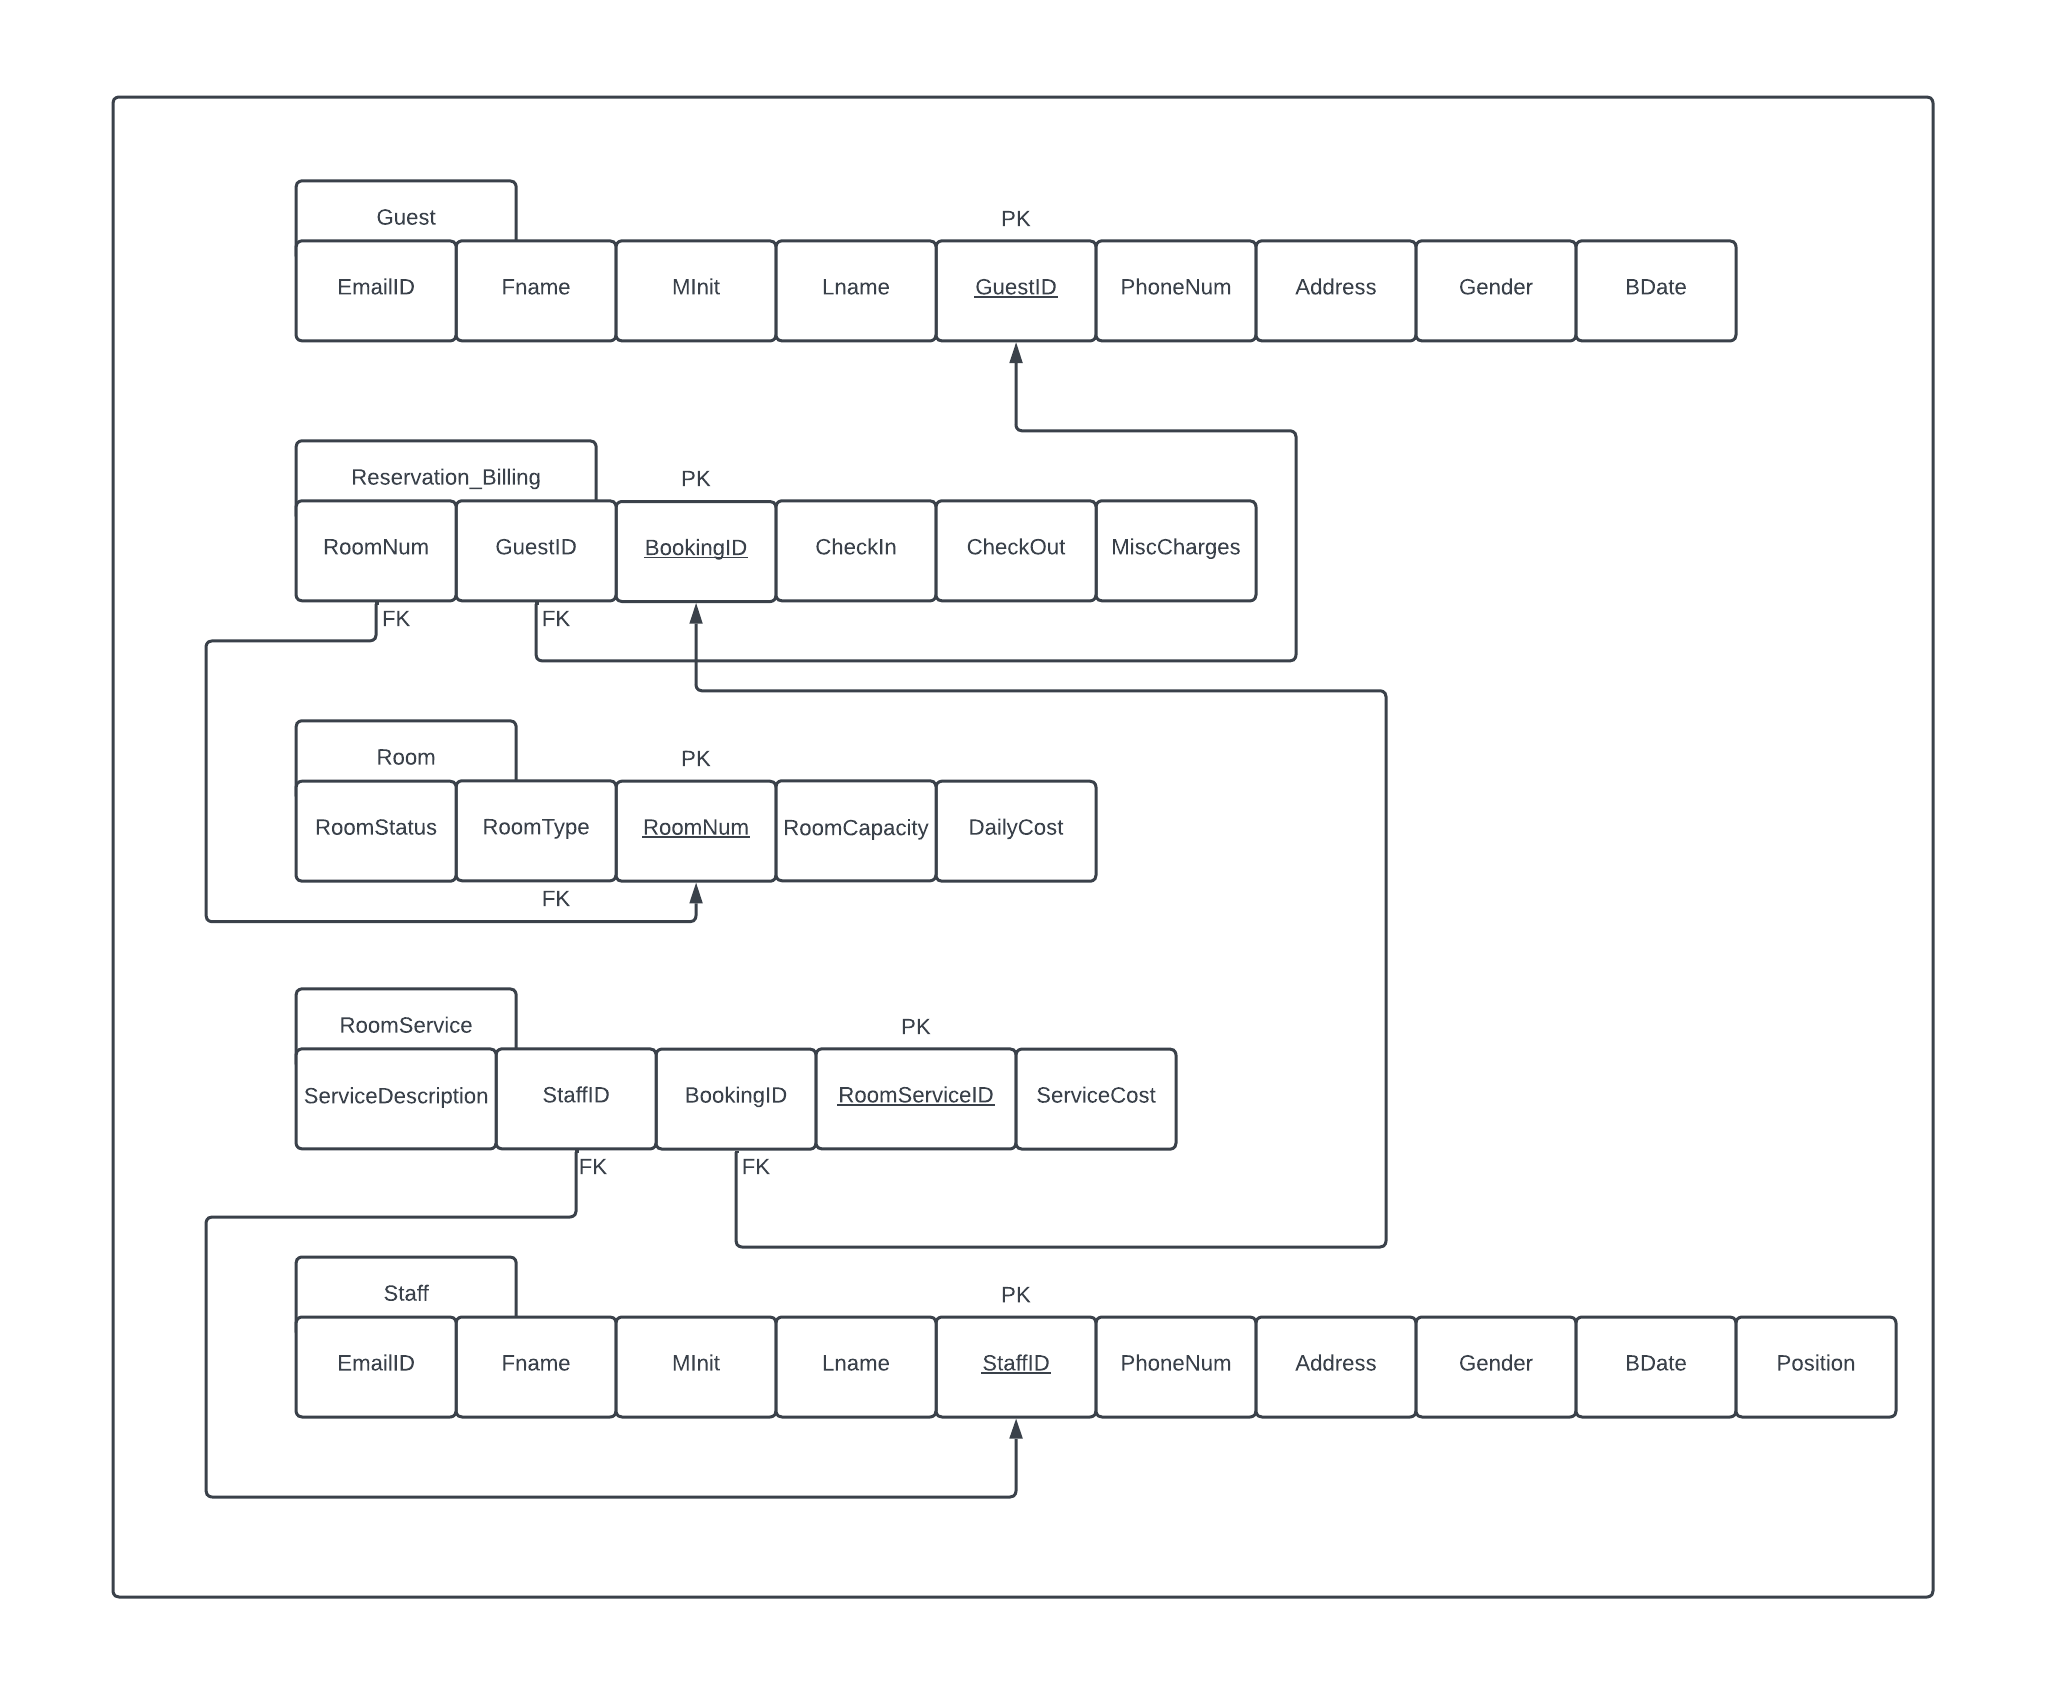 Guest
PK
EmailID Fname MInit Lname GuestID PhoneNum Address Gender BDate
Reservation_Billing
PK
RoomNum GuestID BookingID CheckIn CheckOut MiscCharges
FK FK
Room
PK
RoomStatus RoomType RoomNum RoomCapacity DailyCost
FK
RoomService
PK
ServiceDescription StaffID BookingID RoomServiceID ServiceCost
FK FK
Staff
PK
EmailID Fname MInit Lname StaffID PhoneNum Address Gender BDate Position